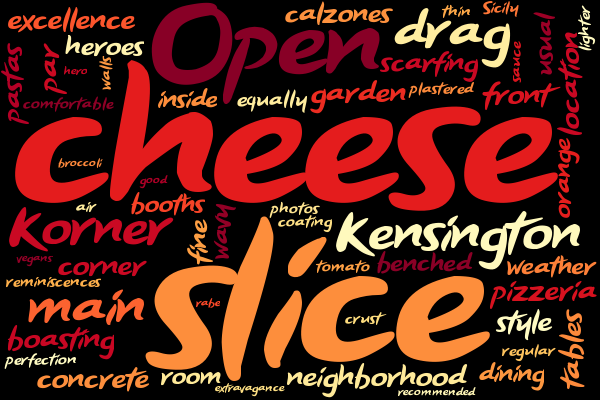 excellence
calzones
thin
Sicily
lighter
heroes
Open
drag
usual
pastas
par
hero
walls
scarfing
sauce
location
comfortable
inside
equally
garden
plastered
front
cheese
broccoli
good
orange
air
booths
photos
coating
Korner
fine
wavy
Kensington
vegans
corner
tomato
benched
weather
reminiscences
slice
pizzeria
main
rabe
crust
style
tables
boasting
regular
perfection
concrete
room
extravagance
neighborhood
recommended
dining